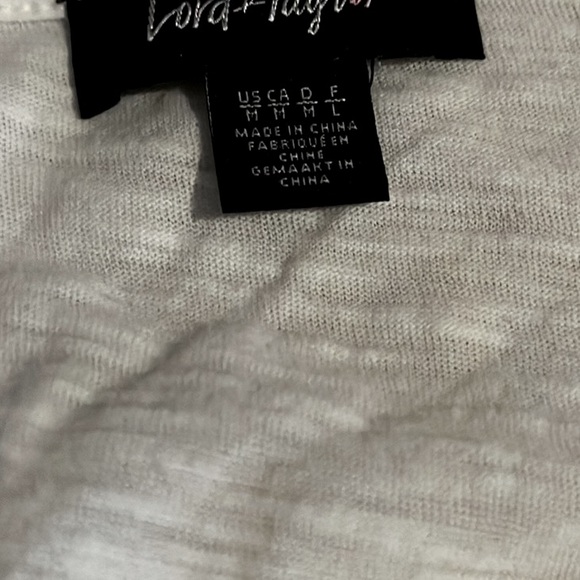 Lord + Taylor
US CA D F
M M M L
MADE IN CHINA
FABRIQUÉ EN
CHINE
GEMAAKT IN
CHINA